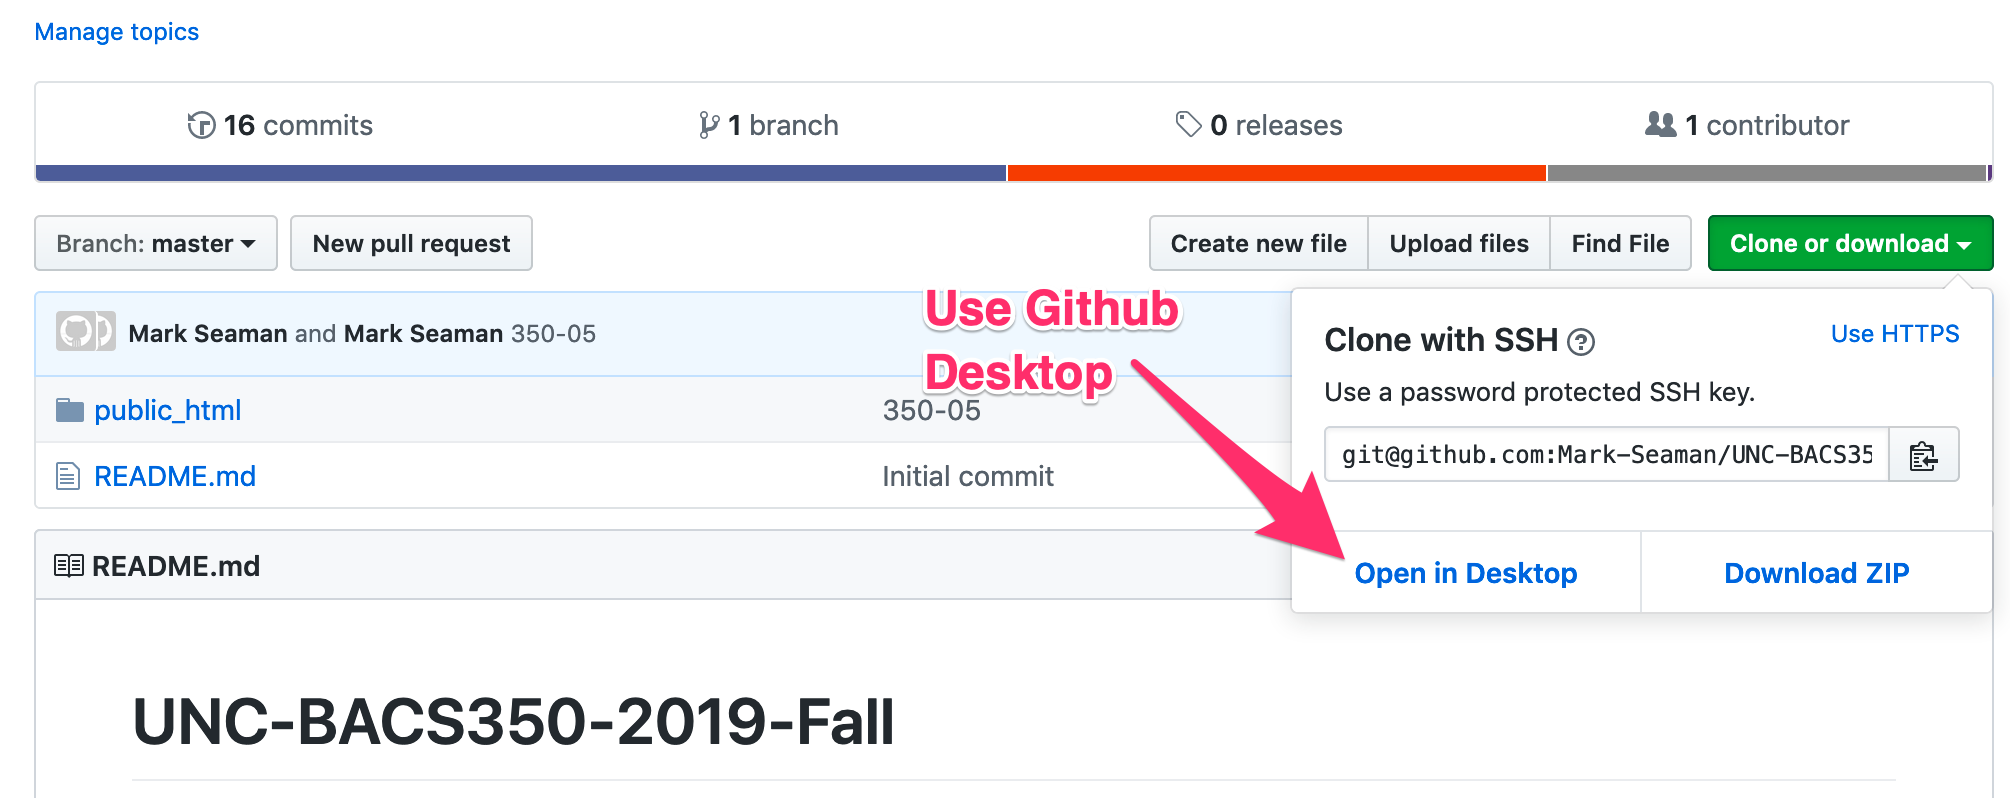 Manage topics
16 commits
1 branch
0 releases
1 contributor
Branch: master
New pull request
Create new file
Upload files
Find File
Clone or download
Mark Seaman and Mark Seaman 350-05
Use Github
Desktop
Clone with SSH
Use HTTPS
Use a password protected SSH key.
public_html
350-05
git@github.com:Mark-Seaman/UNC-BACS35
README.md
Initial commit
README.md
Open in Desktop
Download ZIP
UNC-BACS350-2019-Fall